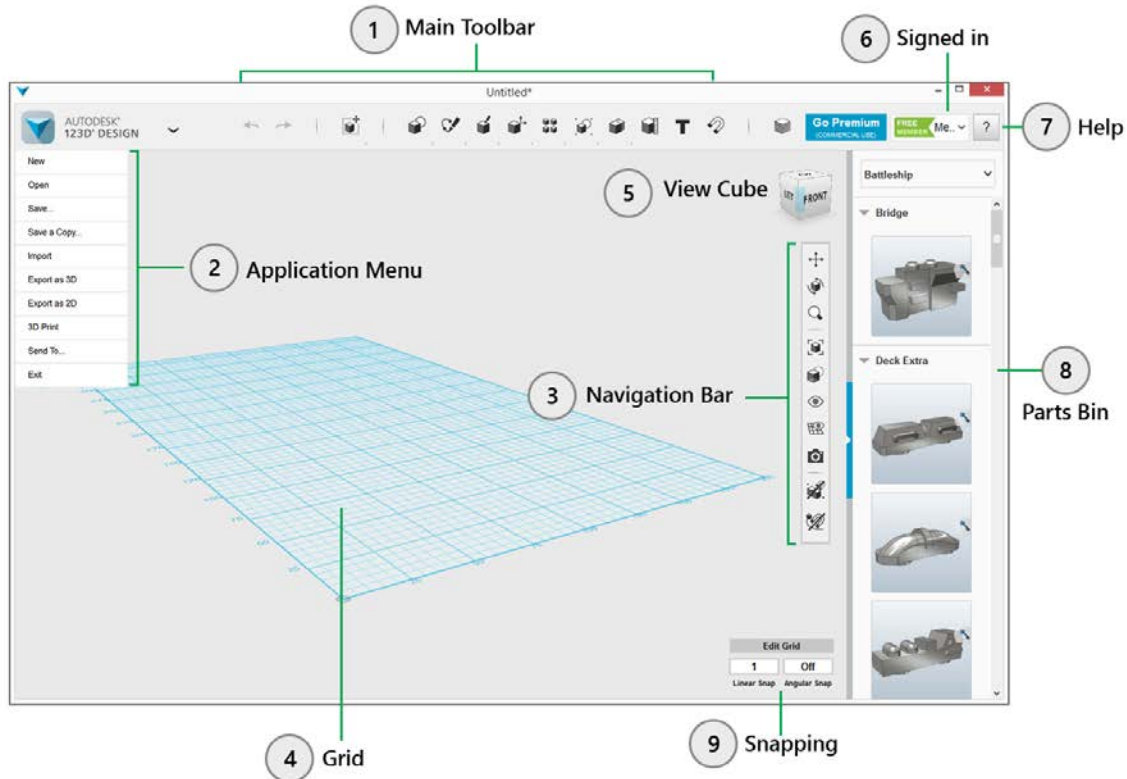 1 Main Toolbar
6 Signed in
Untitled*
AUTODESK®
123D® DESIGN
Go Premium
(COMMERCIAL USE)
FREE
MEMBER
Me..
?
7 Help
New
Open
Save...
Save a Copy...
Import
Export as 3D
Export as 2D
3D Print
Send To...
Exit
2 Application Menu
5 View Cube
FRONT
Battleship
Bridge
3 Navigation Bar
Deck Extra
8
Parts Bin
Edit Grid
1 Off
Linear Snap Angular Snap
4 Grid
9 Snapping